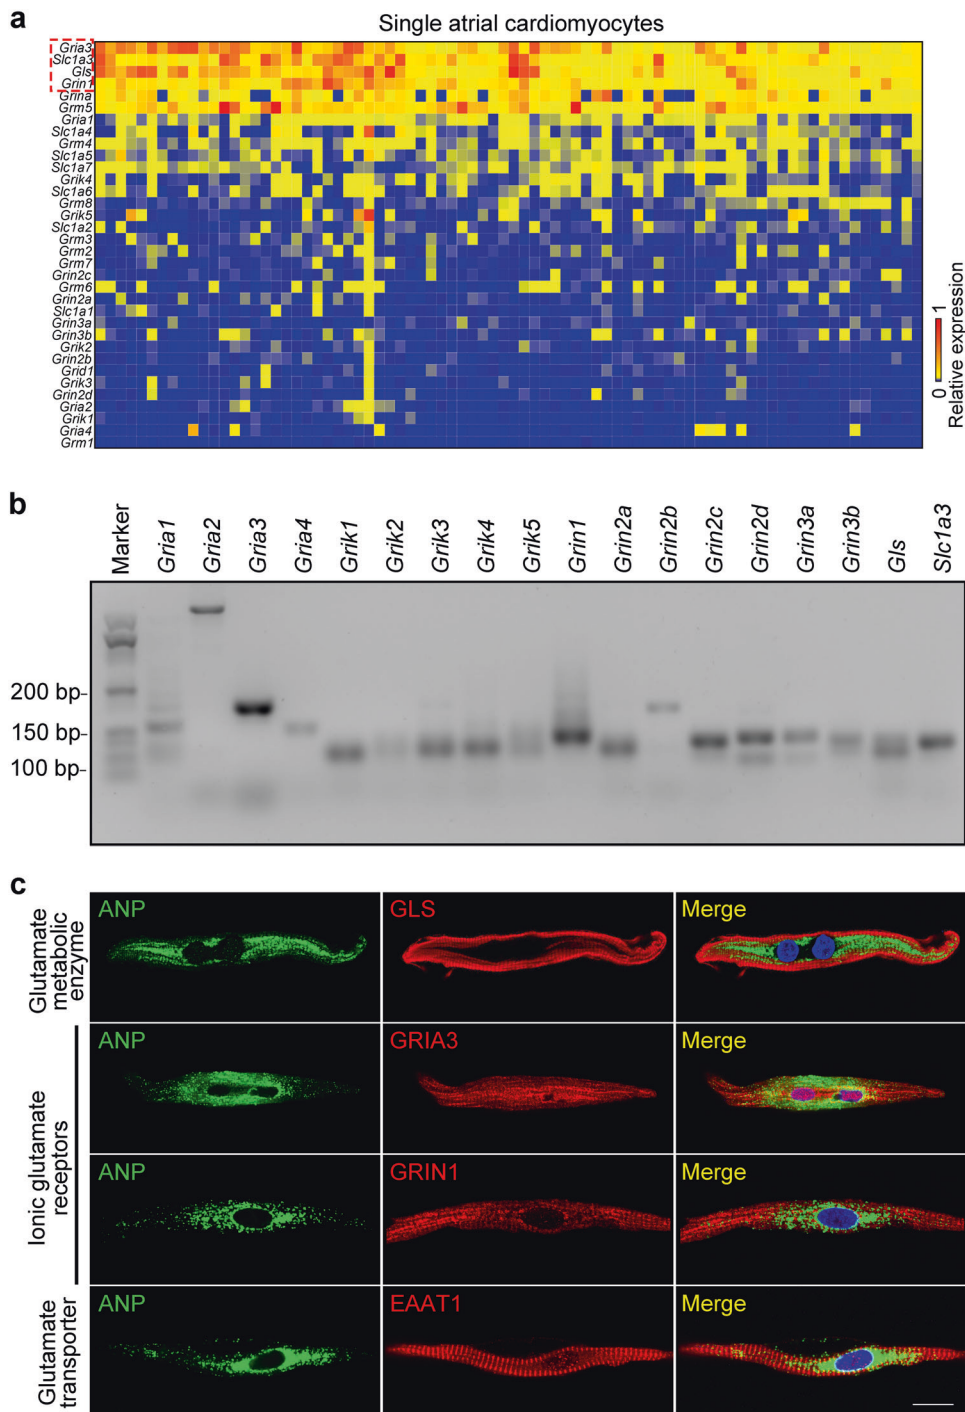 a
Single atrial cardiomyocytes
Gria3
Slc1a3
Gls
Grin1
Grina
Grm5
Gria1
Slc1a4
Grm4
Slc1a5
Slc1a7
Grik4
Slc1a6
Grm8
Grik5
Slc1a2
Grm3
Grm2
Grm7
Grin2c
Grm6
Grin2a
Slc1a1
Grin3a
Grin3b
Grik2
Grin2b
Grid1
Grik3
Grin2d
Gria2
Grik1
Gria4
Grm1
0 1
Relative expression
b
Marker
Gria1
Gria2
Gria3
Gria4
Grik1
Grik2
Grik3
Grik4
Grik5
Grin1
Grin2a
Grin2b
Grin2c
Grin2d
Grin3a
Grin3b
Gls
Slc1a3
200 bp-
150 bp-
100 bp-
c
Glutamate
metabolic
enzyme
ANP
GLS
Merge
Ionic glutamate
receptors
ANP
GRIA3
Merge
ANP
GRIN1
Merge
Glutamate
transporter
ANP
EAAT1
Merge